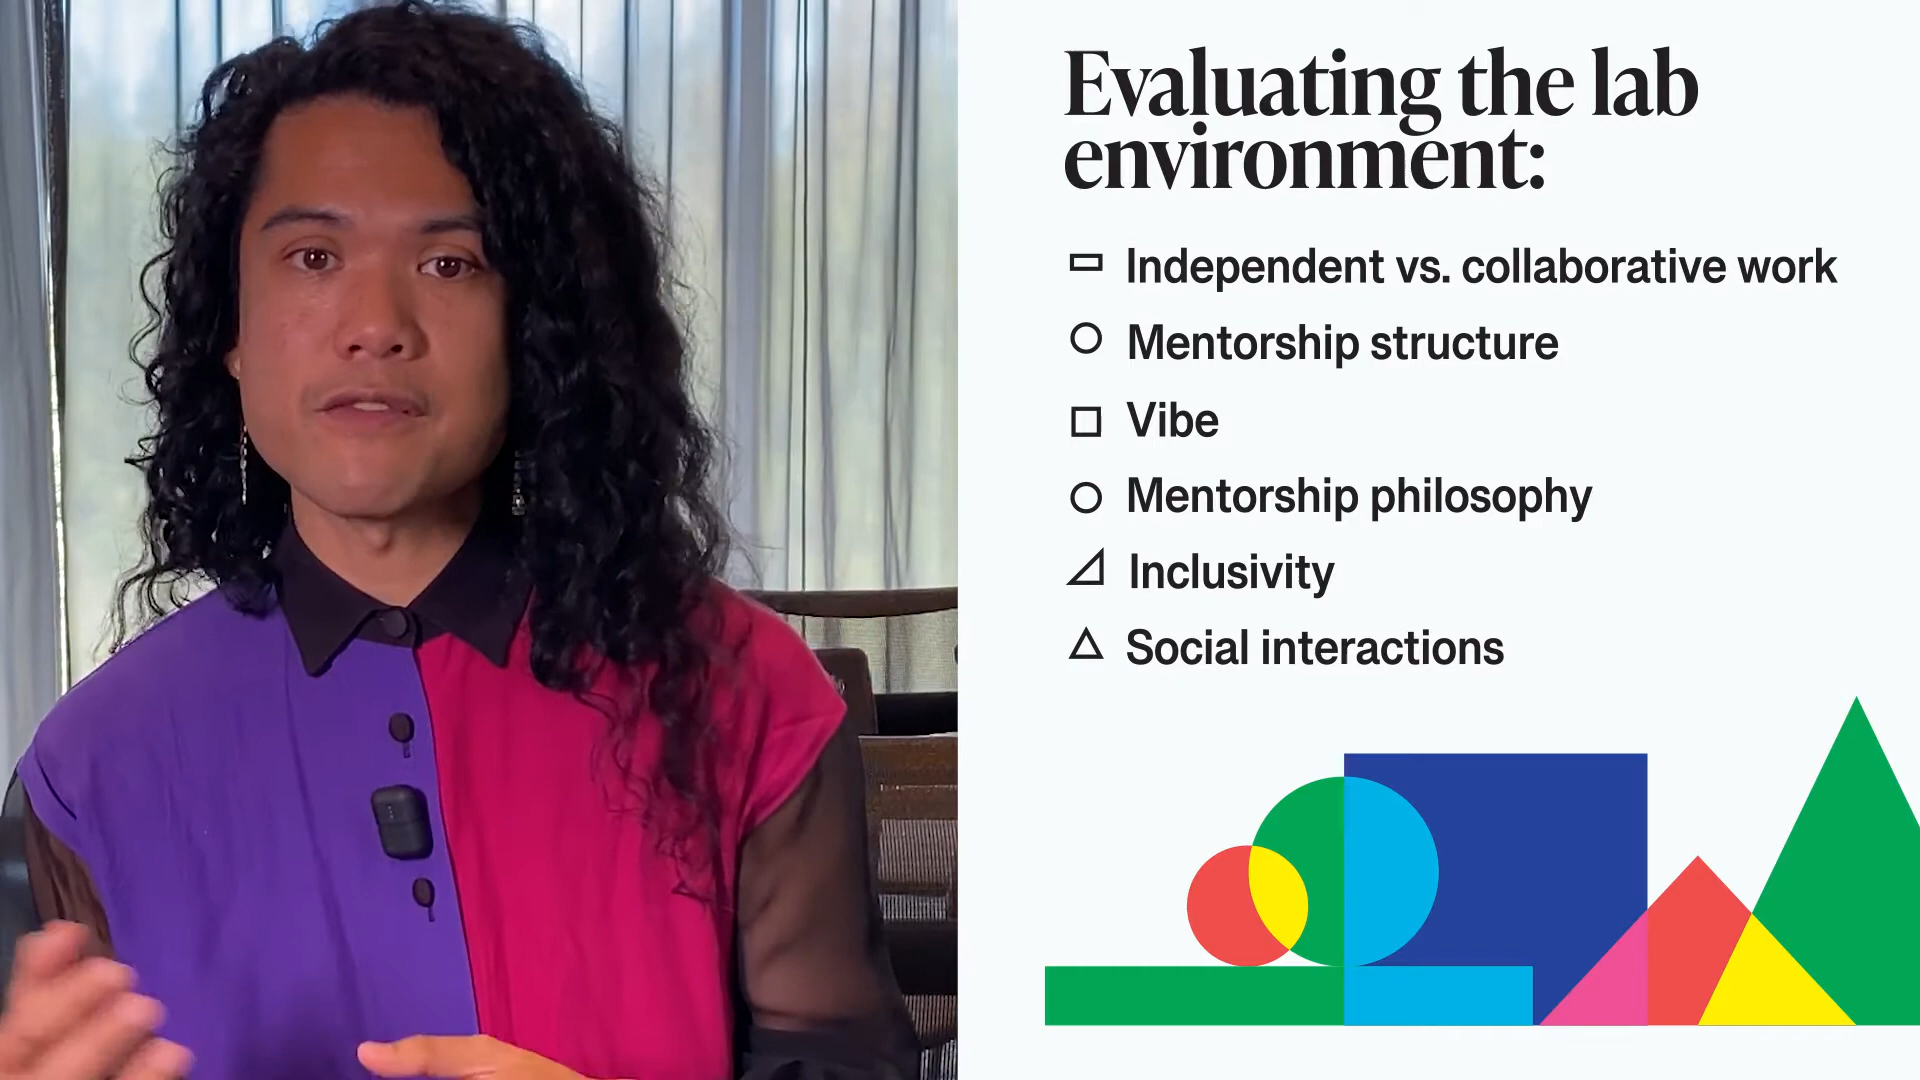 Evaluating the lab
environment:
Independent vs. collaborative work
Mentorship structure
Vibe
Mentorship philosophy
Inclusivity
Social interactions